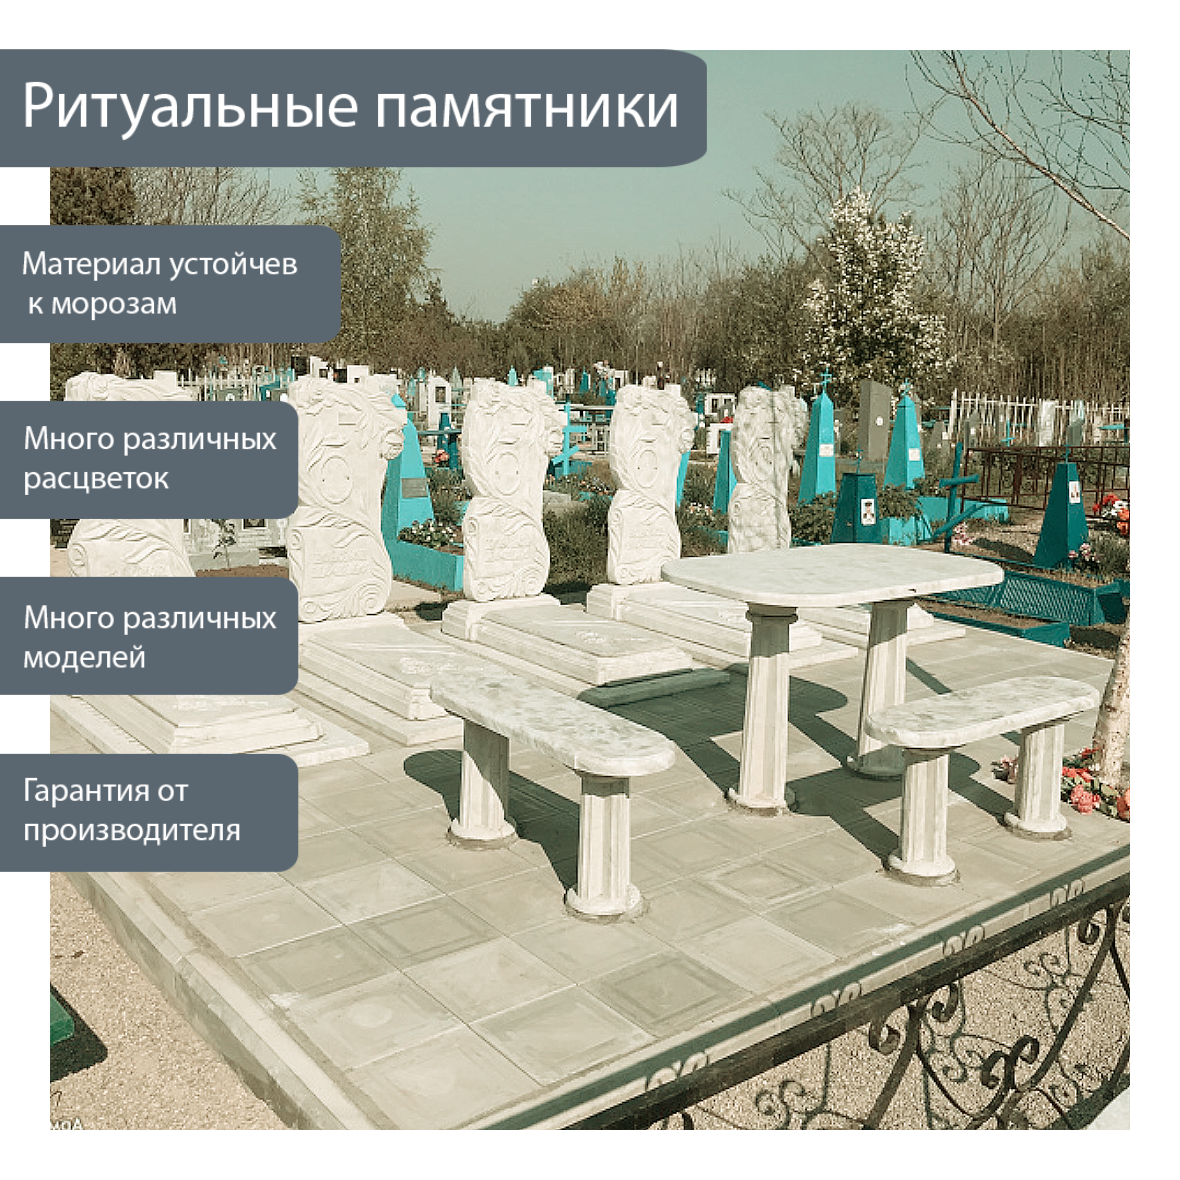 Ритуальные памятники
Материал устойчев
к морозам
Много различных
расцветок
Много различных
моделей
Гарантия от
производителя